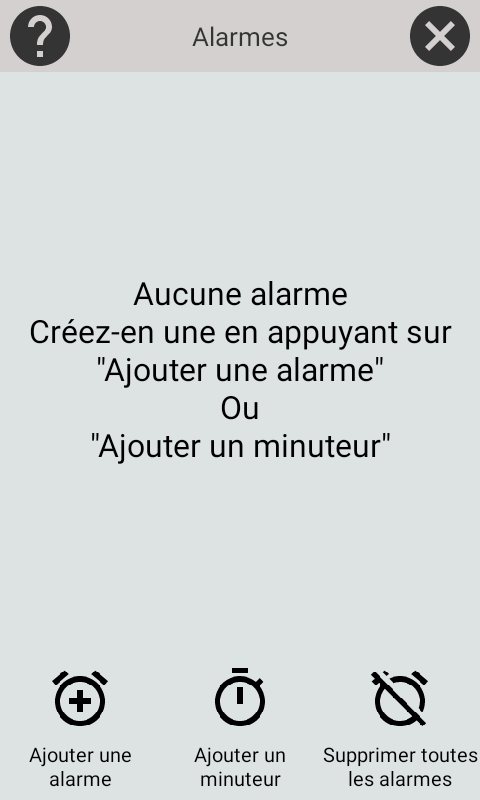 Alarmes
Aucune alarme
Créez-en une en appuyant sur
"Ajouter une alarme"
Ou
"Ajouter un minuteur"
Ajouter une
alarme
Ajouter un
minuteur
Supprimer toutes
les alarmes